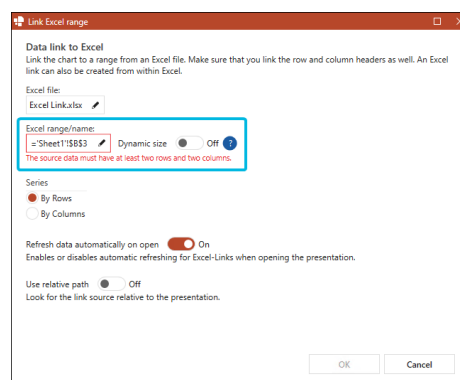 Link Excel range
Data link to Excel
Link the chart to a range from an Excel file. Make sure that you link the row and column headers as well. An Excel
link can also be created from within Excel.
Excel file:
Excel Link.xlsx
Excel range/name:
='Sheet1'!$B$3 Dynamic size Off ?
The source data must have at least two rows and two columns.
Series
By Rows
By Columns
Refresh data automatically on open On
Enables or disables automatic refreshing for Excel-Links when opening the presentation.
Use relative path Off
Look for the link source relative to the presentation.
OK Cancel